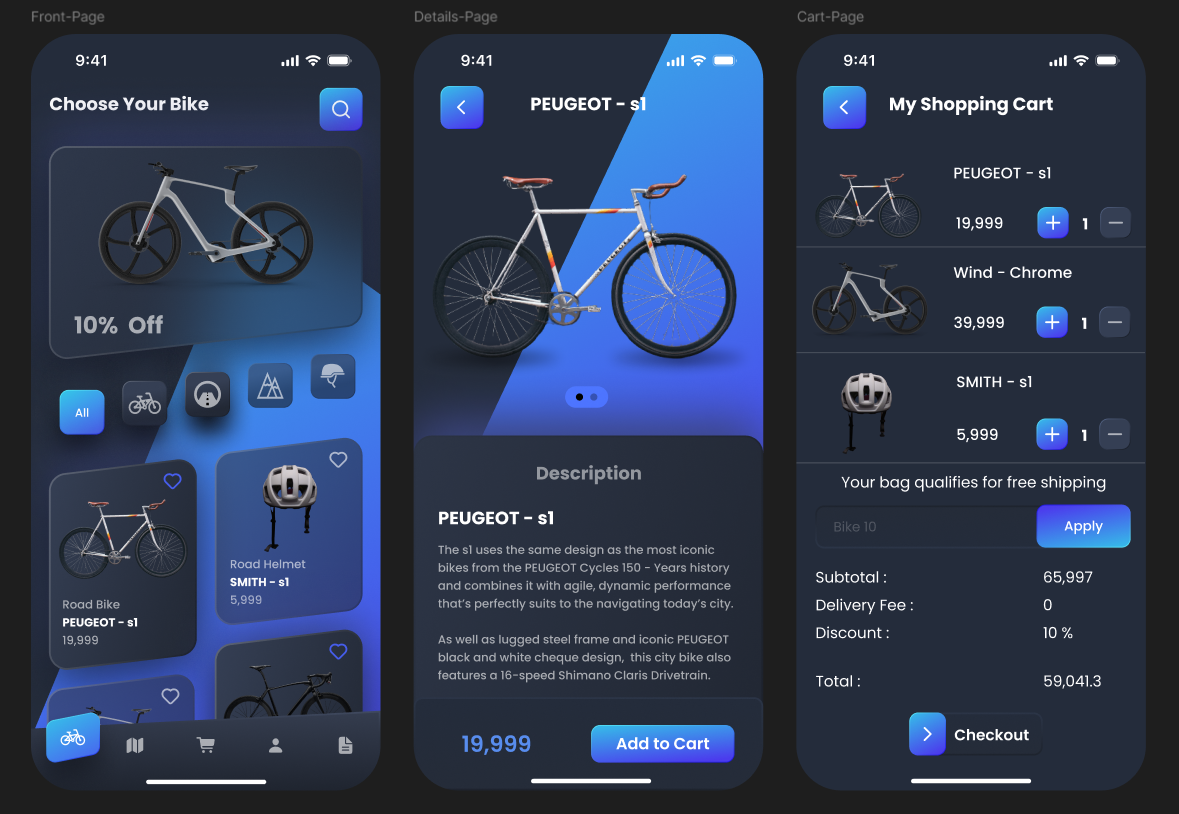 Front-Page
9:41
Choose Your Bike
10% Off
All
Road Bike
PEUGEOT - s1
19,999
Road Helmet
SMITH - s1
5,999
Details-Page
9:41
PEUGEOT - s1
PEUGEOT
Description
PEUGEOT - s1
The s1 uses the same design as the most iconic
bikes from the PEUGEOT Cycles 150 - Years history
and combines it with agile, dynamic performance
that’s perfectly suits to the navigating today’s city.
As well as lugged steel frame and iconic PEUGEOT
black and white cheque design, this city bike also
features a 16-speed Shimano Claris Drivetrain.
19,999
Add to Cart
Cart-Page
9:41
My Shopping Cart
PEUGEOT - s1
19,999
1
Wind - Chrome
39,999
1
SMITH - s1
5,999
1
Your bag qualifies for free shipping
Bike 10
Apply
Subtotal : 65,997
Delivery Fee : 0
Discount : 10 %
Total : 59,041.3
Checkout